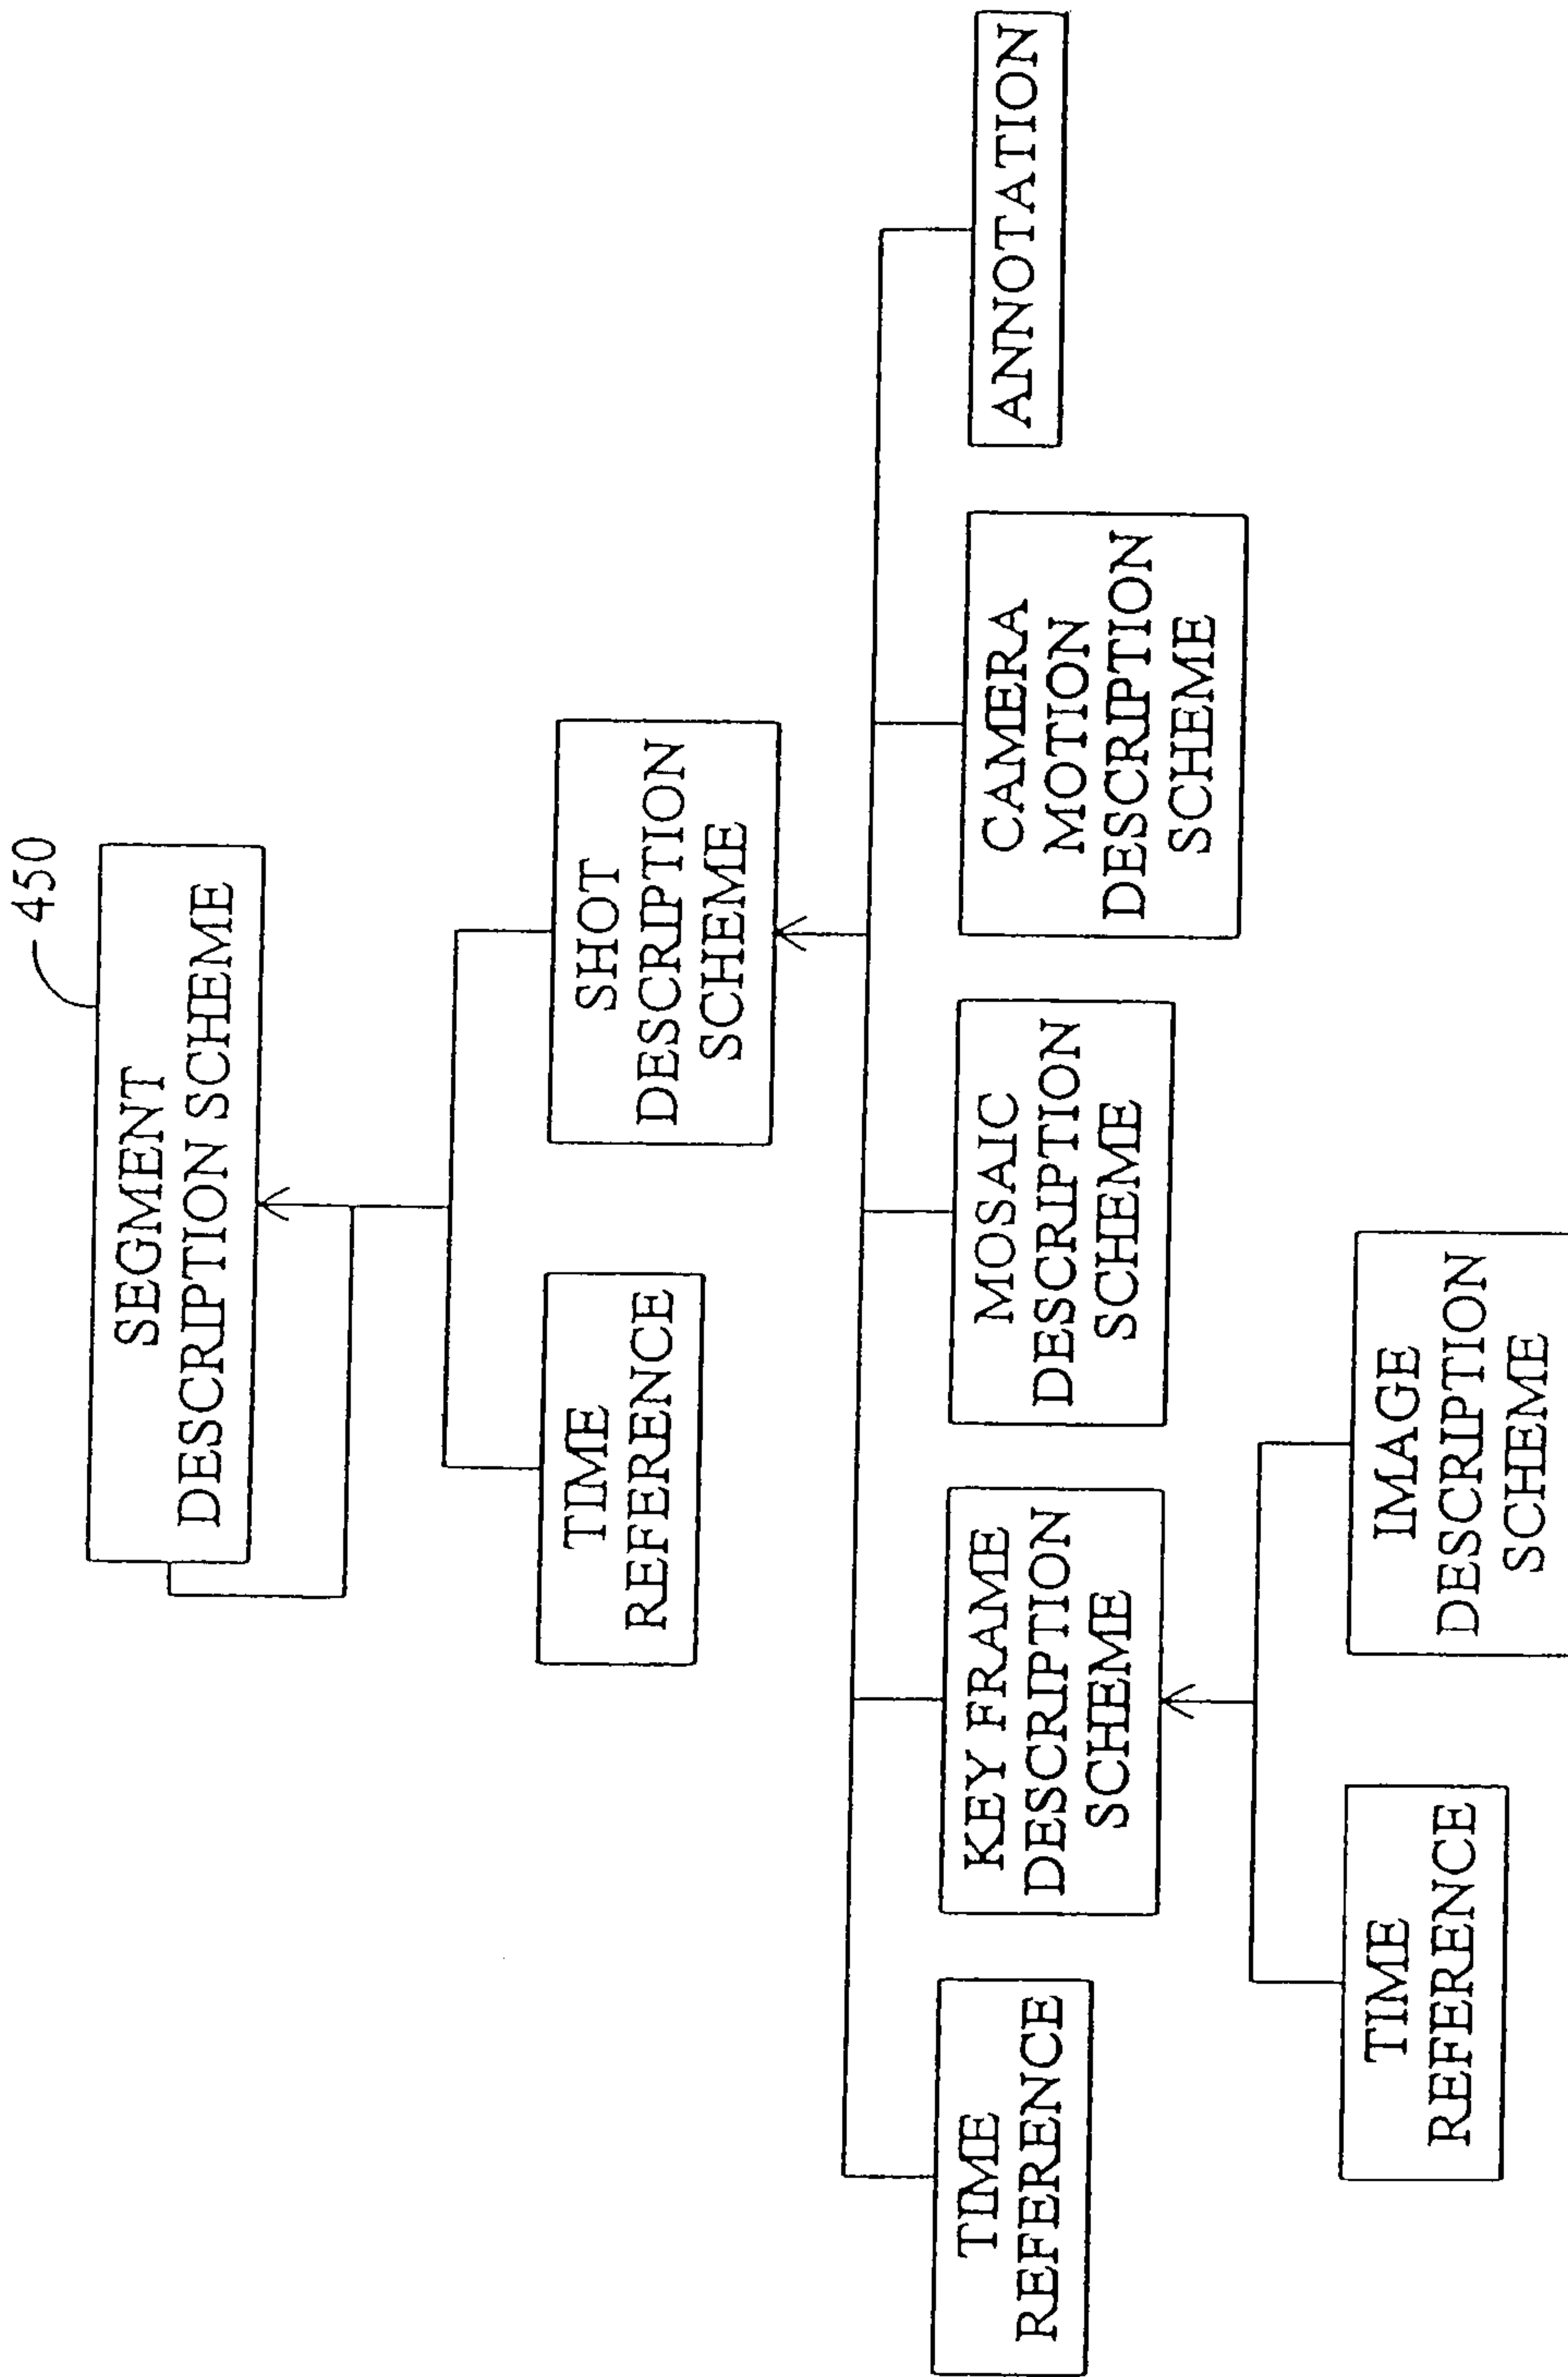 450
SEGMENT
DESCRIPTION SCHEME
TIME
REFERENCE
SHOT
DESCRIPTION
SCHEME
TIME
REFERENCE
KEY FRAME
DESCRIPTION
SCHEME
MOSAIC
DESCRIPTION
SCHEME
CAMERA
MOTION
DESCRIPTION
SCHEME
ANNOTATION
TIME
REFERENCE
IMAGE
DESCRIPTION
SCHEME